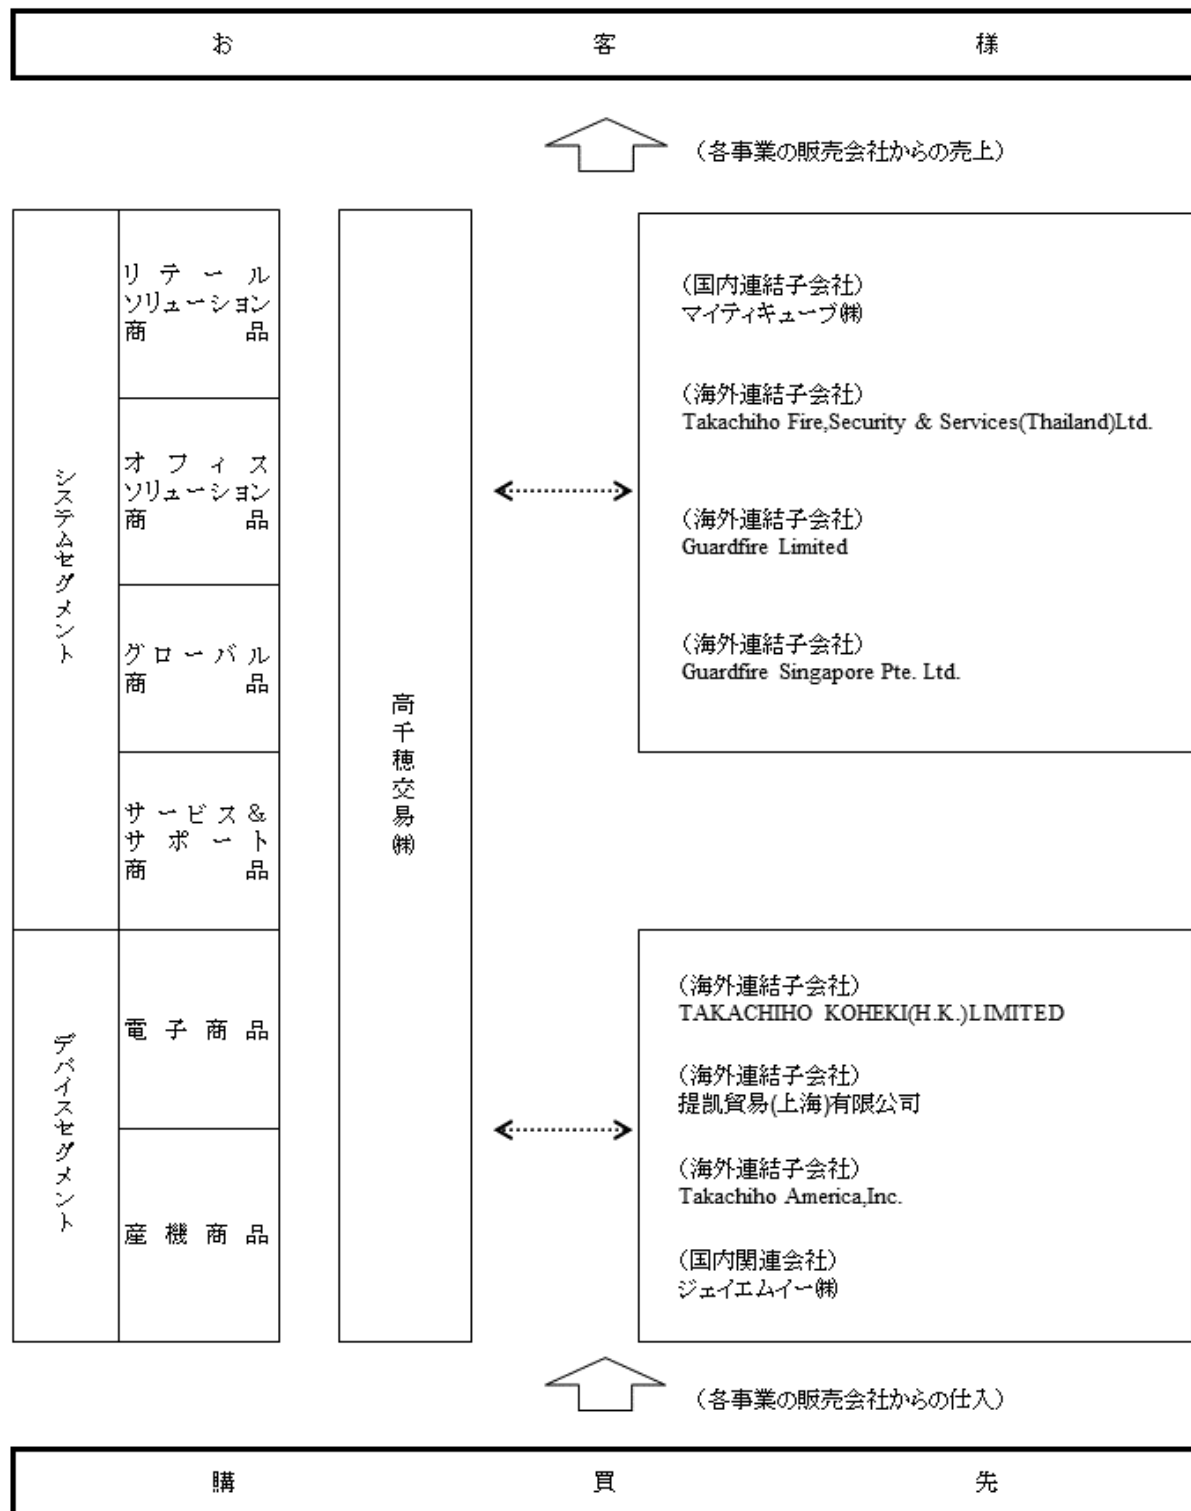 お客様
（各事業の販売会社からの売上）
システムセグメント
リテール
ソリューション
商品
オフィス
ソリューション
商品
グローバル
商品
サービス＆
サポート
商品
デバイスセグメント
電子商品
産機商品
高千穂交易㈱
（国内連結子会社）
マイティキューブ㈱
（海外連結子会社）
Takachiho Fire,Security & Services(Thailand)Ltd.
（海外連結子会社）
Guardfire Limited
（海外連結子会社）
Guardfire Singapore Pte. Ltd.
（海外連結子会社）
TAKACHIHO KOHEKI(H.K.)LIMITED
（海外連結子会社）
提凱貿易(上海)有限公司
（海外連結子会社）
Takachiho America,Inc.
（国内関連会社）
ジェイエムイー㈱
（各事業の販売会社からの仕入）
購買先